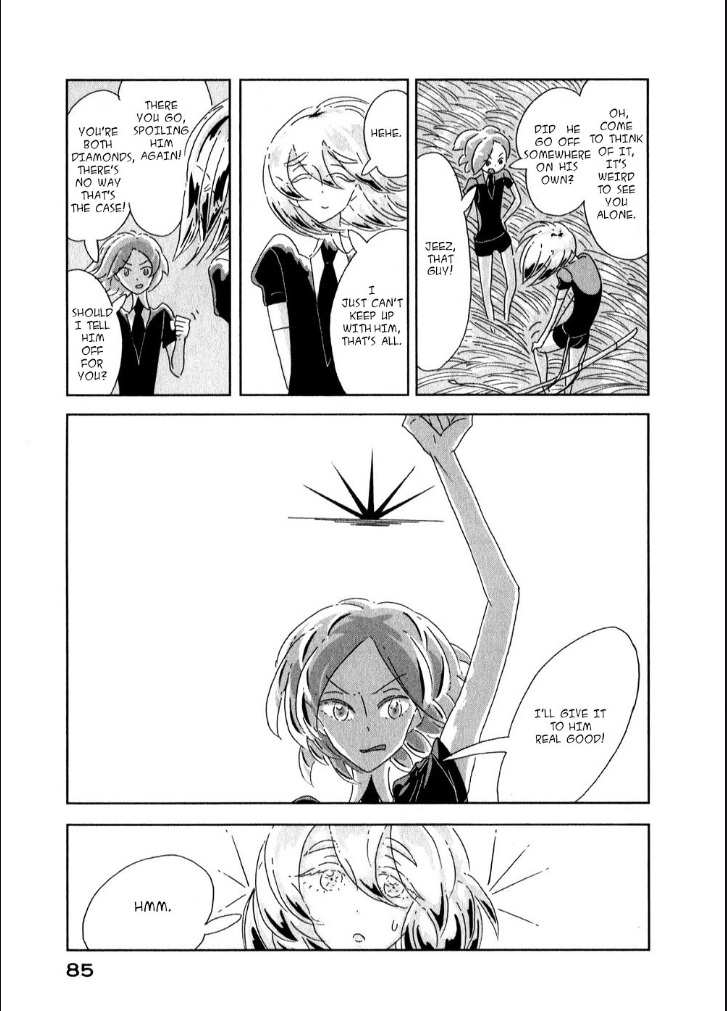 OH,
COME
TO THINK
OF IT,
IT'S
WEIRD
TO SEE
YOU
ALONE.
DID HE
GO OFF
SOMEWHERE
ON HIS
OWN?
JEEZ,
THAT
GUY!
HEHE.
I
JUST CAN'T
KEEP UP
WITH HIM,
THAT'S ALL.
THERE
YOU GO,
SPOILING
HIM
AGAIN!
YOU'RE
BOTH
DIAMONDS,
THERE'S
NO WAY
THAT'S
THE CASE!
SHOULD
I TELL
HIM
OFF
FOR
YOU?
I'LL GIVE IT
TO HIM
REAL GOOD!
HMM.
85